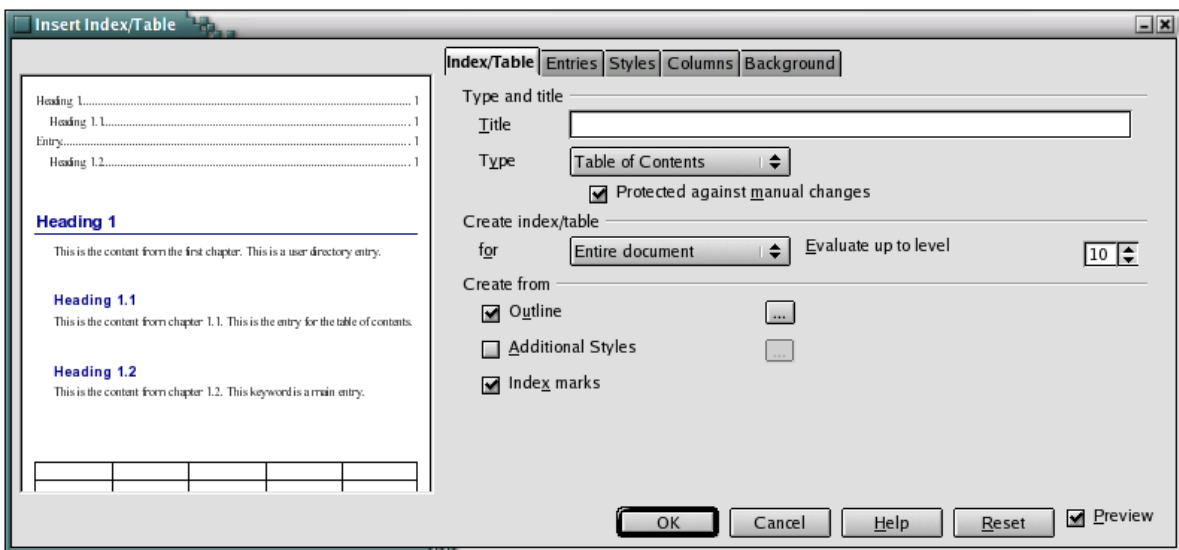 Insert Index/Table
Heading 1 1
Heading 1.1 1
Entry 1
Heading 1.2 1
Heading 1
This is the content from the first chapter. This is a user directory entry.
Heading 1.1
This is the content from chapter 1.1. This is the entry for the table of contents.
Heading 1.2
This is the content from chapter 1.2. This keyword is a main entry.
Index/Table Entries Styles Columns Background
Type and title
Title
Type Table of Contents
Protected against manual changes
Create index/table
for Entire document Evaluate up to level 10
Create from
Outline ...
Additional Styles ...
Index marks
OK Cancel Help Reset Preview